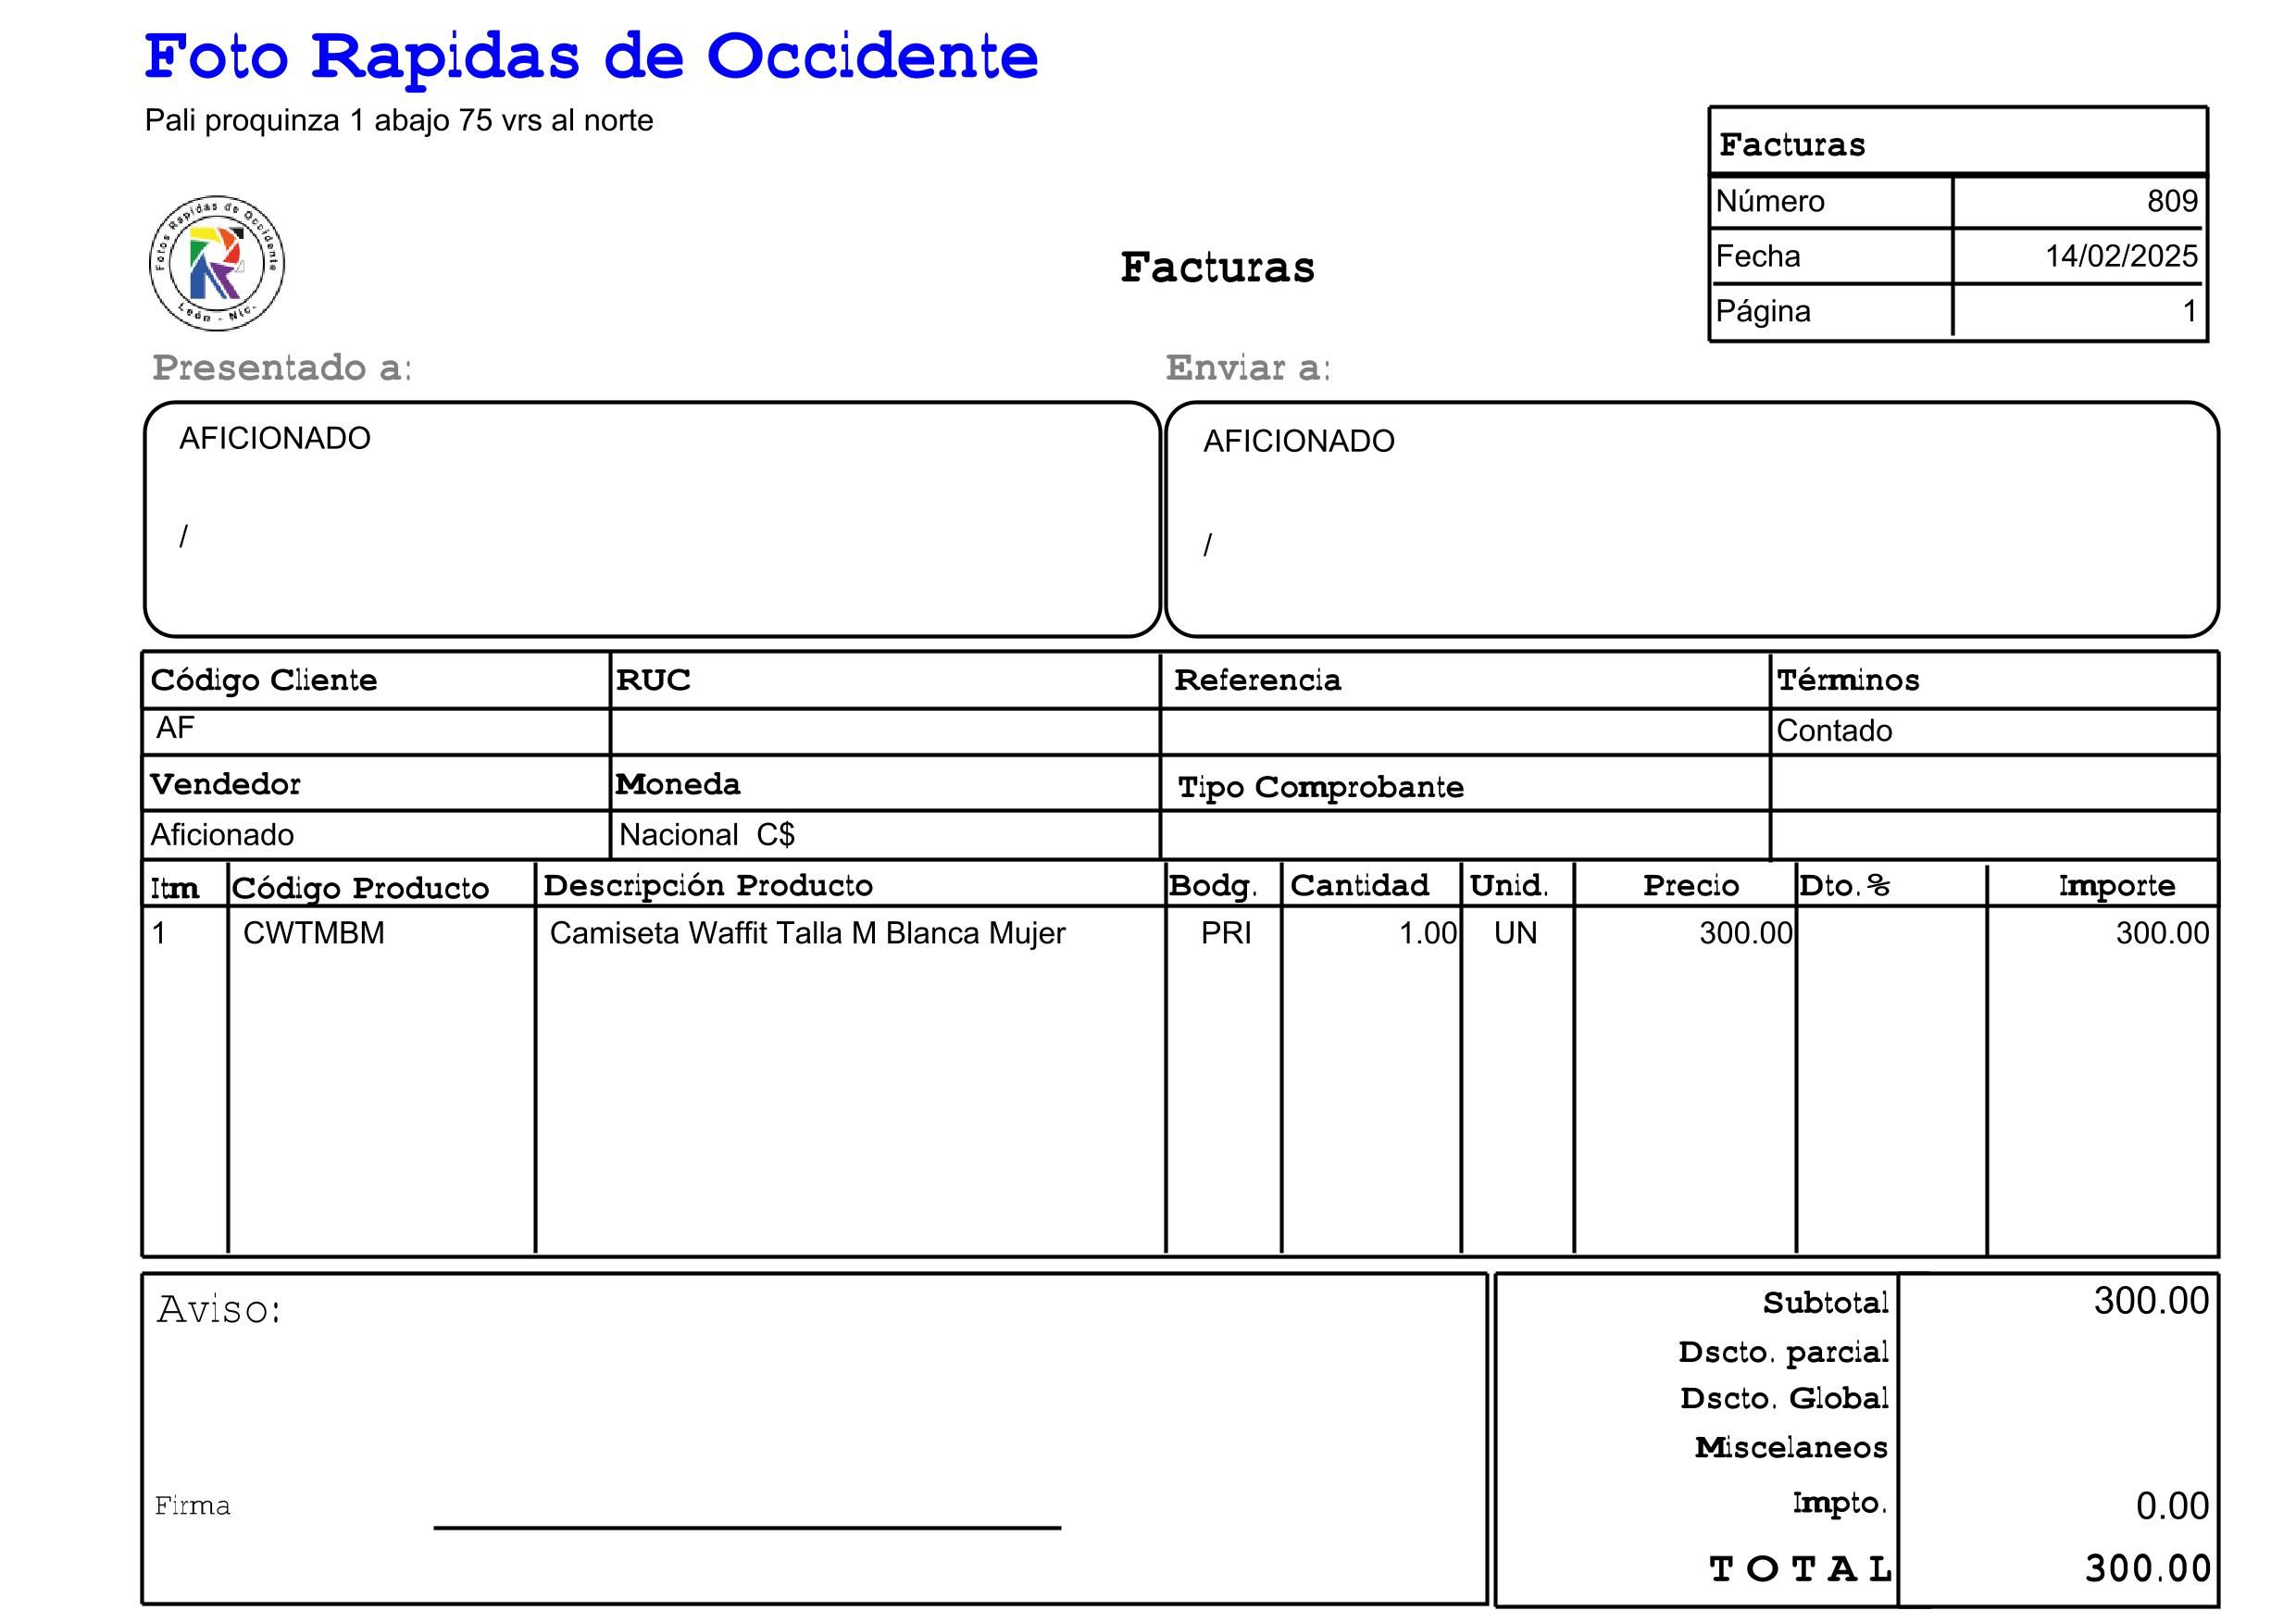 Foto Rapidas de Occidente
Pali proquinza 1 abajo 75 vrs al norte
Facturas
Número 809
Fecha 14/02/2025
Página 1
Fotos Rapidas de Occidente
León - Nic.
Facturas
Presentado a: Enviar a:
AFICIONADO AFICIONADO
/ /
Código Cliente RUC Referencia Términos
AF Contado
Vendedor Moneda Tipo Comprobante
Aficionado Nacional C$
Itm Código Producto Descripción Producto Bodg. Cantidad Unid. Precio Dto.% Importe
1 CWTMBM Camiseta Waffit Talla M Blanca Mujer PRI 1.00 UN 300.00 300.00
Aviso:
Subtotal 300.00
Dscto. parcial
Dscto. Global
Miscelaneos
Firma
Impto. 0.00
TOTAL 300.00